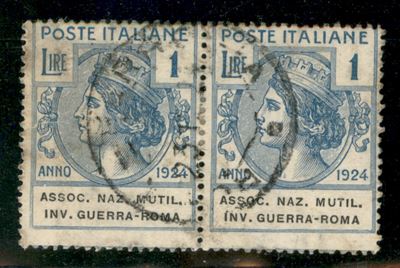 POSTE ITALIANE
LIRE 1
ANNO 1924
ASSOC. NAZ. MUTIL.
INV. GUERRA-ROMA
POSTE ITALIANE
LIRE 1
ANNO 1924
ASSOC. NAZ. MUTIL.
INV. GUERRA-ROMA